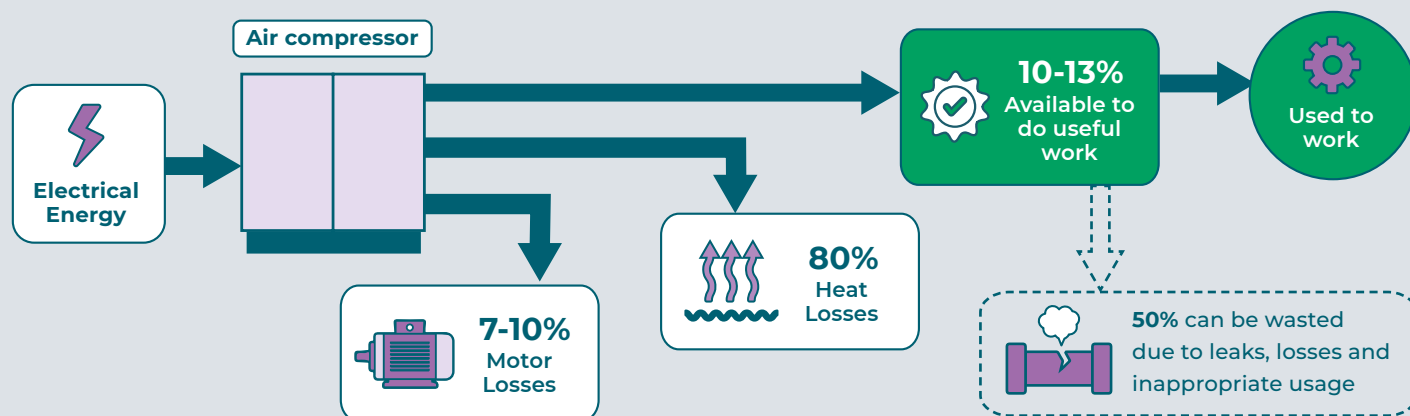 Air compressor
Electrical
Energy
7-10%
Motor
Losses
80%
Heat
Losses
10-13%
Available to
do useful
work
Used to
work
50% can be wasted
due to leaks, losses and
inappropriate usage